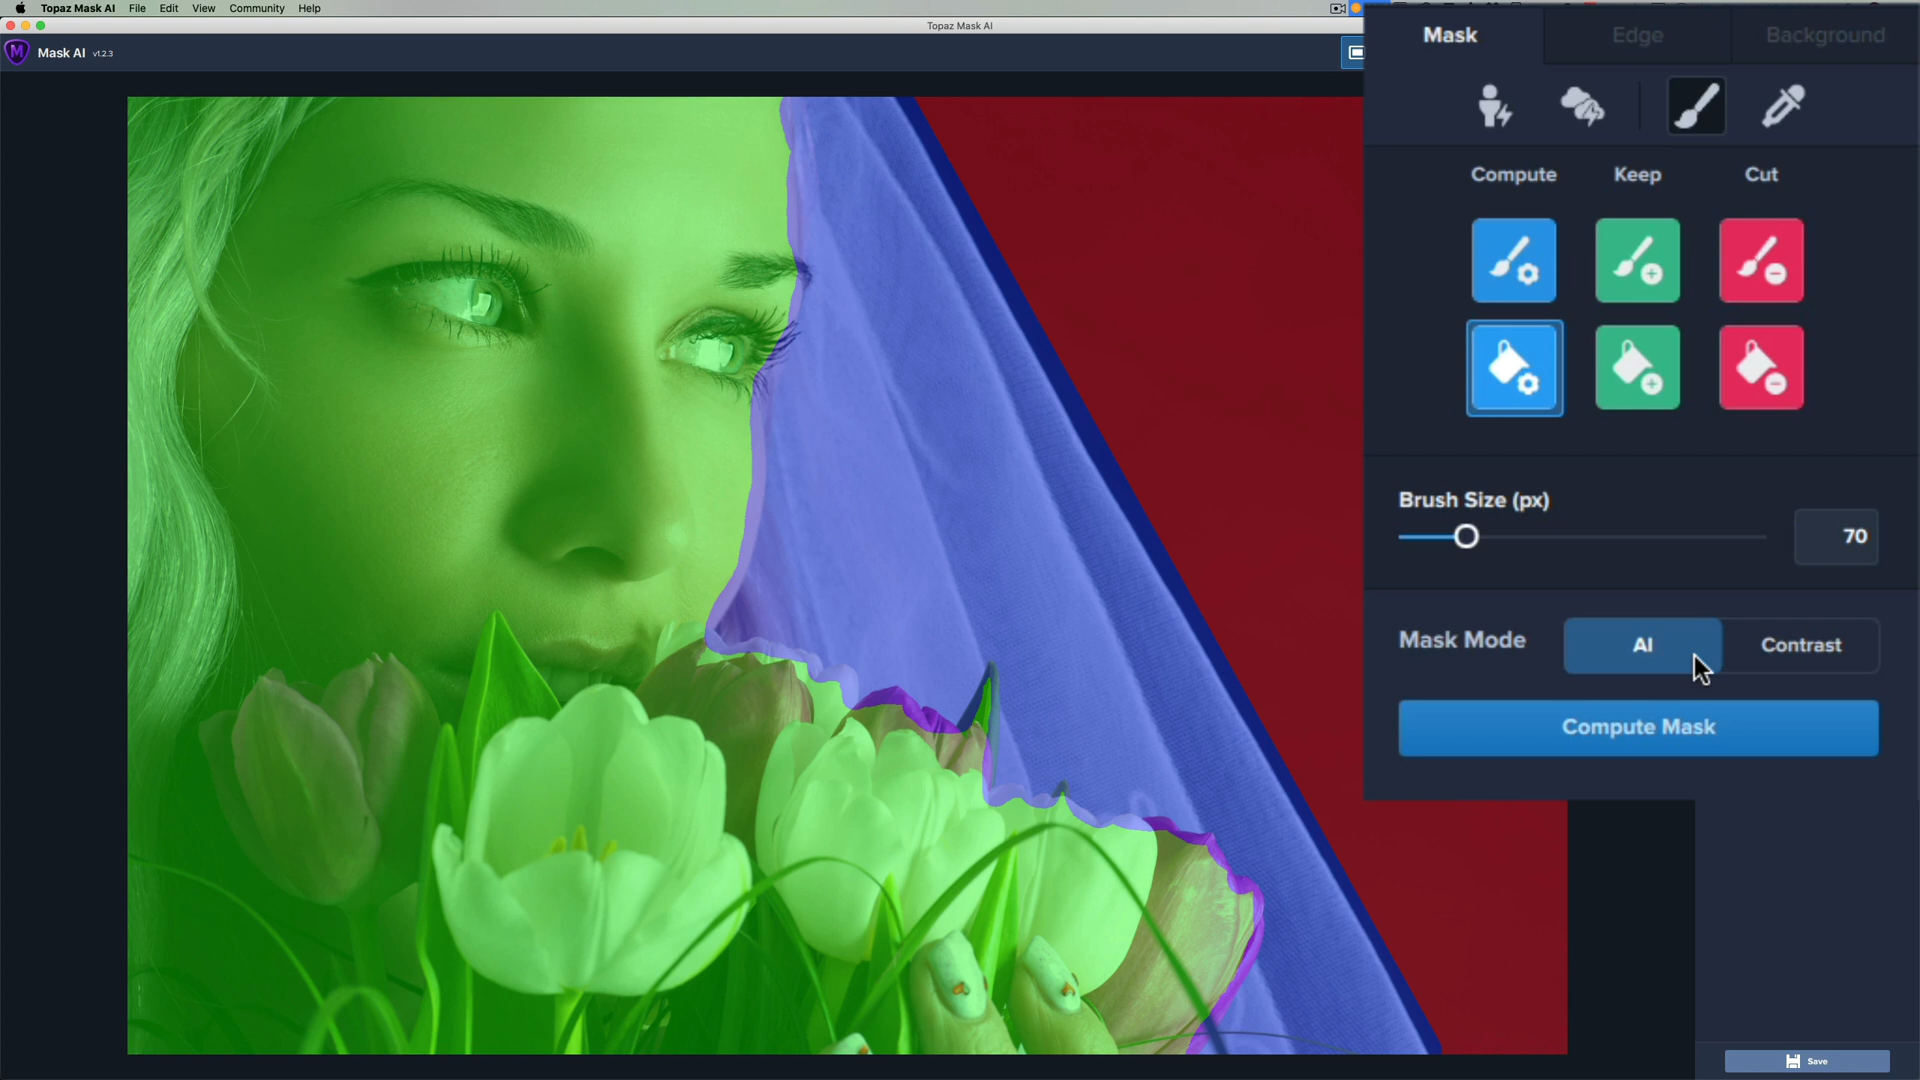 Topaz Mask AI File Edit View Community Help
Topaz Mask AI
Mask AI v1.2.3
Mask Edge Background
Compute Keep Cut
Brush Size (px)
70
Mask Mode AI Contrast
Compute Mask
Save